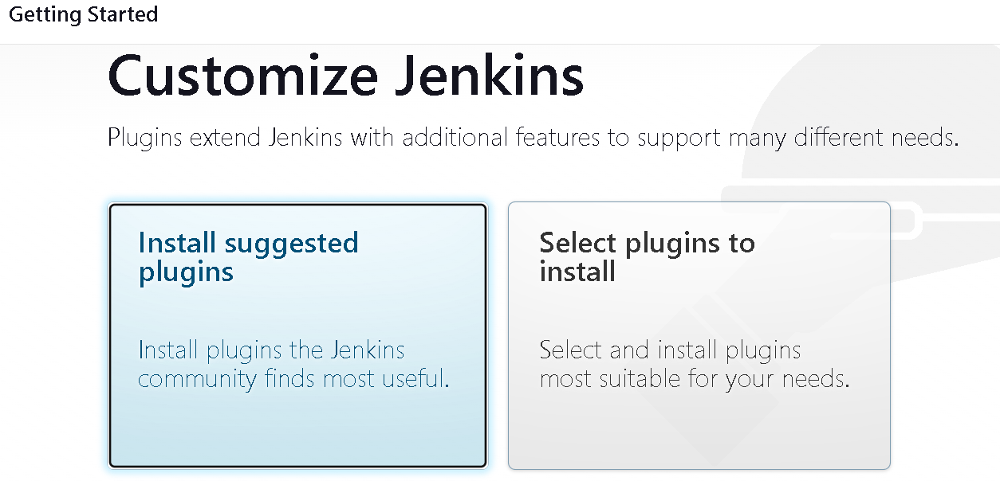 Getting Started
Customize Jenkins
Plugins extend Jenkins with additional features to support many different needs.
Install suggested
plugins
Install plugins the Jenkins
community finds most useful.
Select plugins to
install
Select and install plugins
most suitable for your needs.